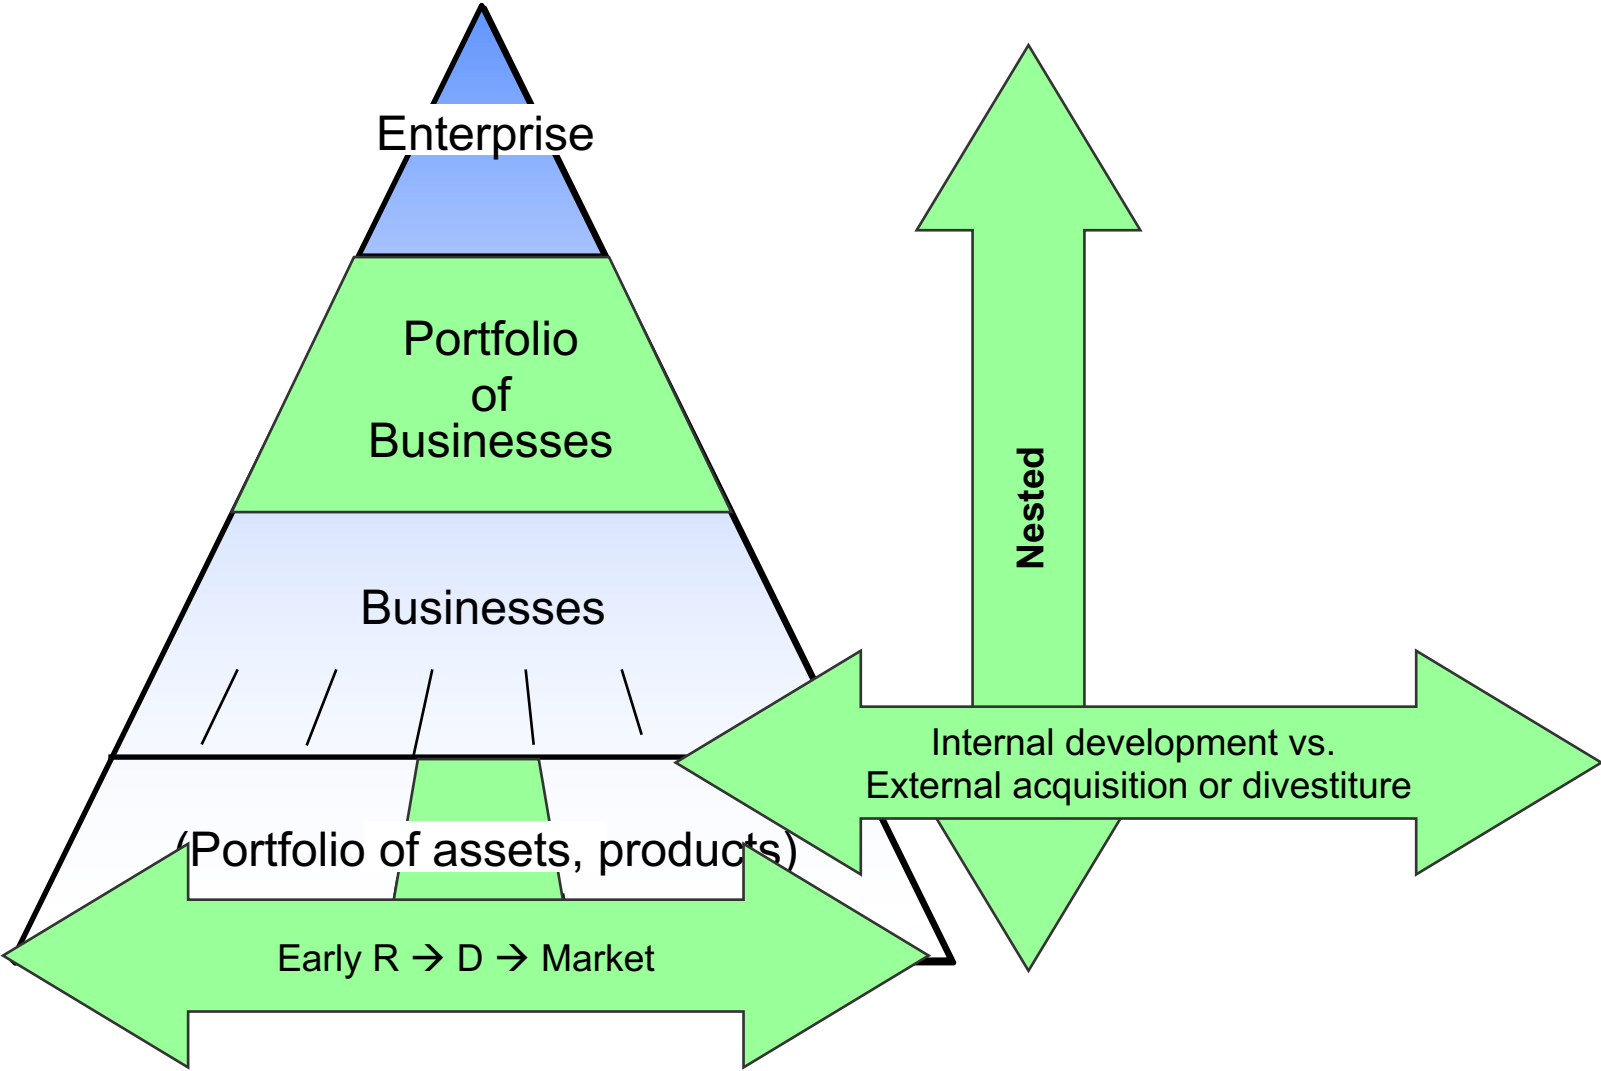 Enterprise
Portfolio
of
Businesses
Nested
Businesses
Internal development vs.
External acquisition or divestiture
(Portfolio of assets, products)
Early R → D → Market